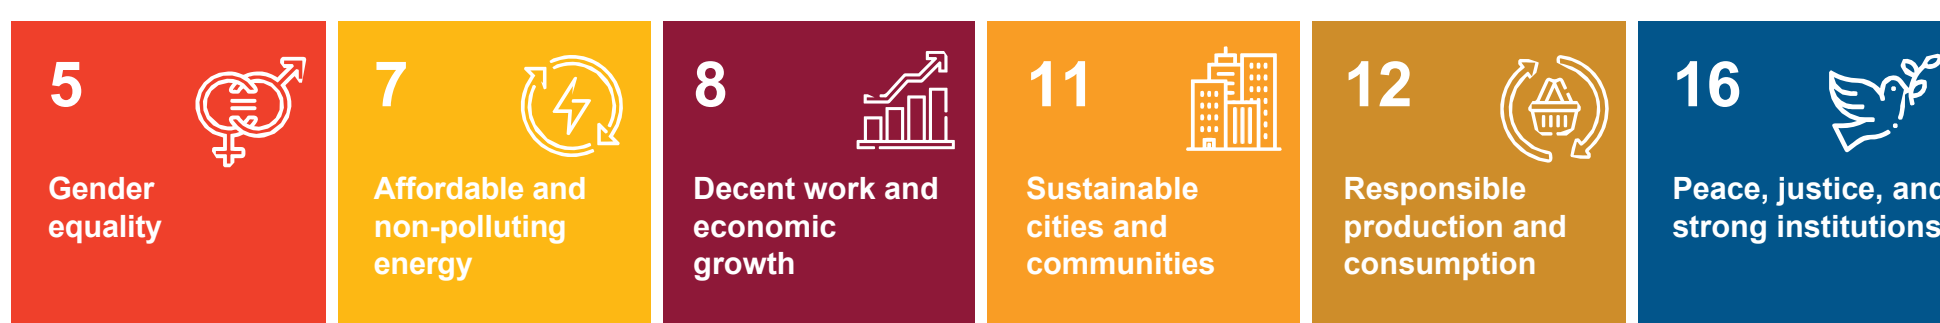 5
Gender
equality
7
Affordable and
non-polluting
energy
8
Decent work and
economic
growth
11
Sustainable
cities and
communities
12
Responsible
production and
consumption
16
Peace, justice, and
strong institutions